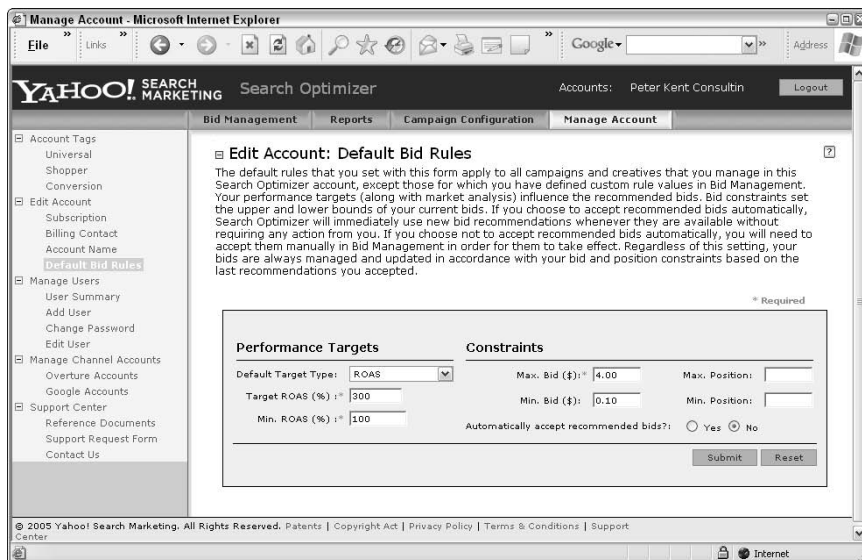 Manage Account - Microsoft Internet Explorer
File » Links » » Google » Address
YAHOO! SEARCH MARKETING Search Optimizer Accounts: Peter Kent Consultin Logout
Bid Management Reports Campaign Configuration Manage Account
Account Tags
Universal
Shopper
Conversion
Edit Account
Subscription
Billing Contact
Account Name
Default Bid Rules
Manage Users
User Summary
Add User
Change Password
Edit User
Manage Channel Accounts
Overture Accounts
Google Accounts
Support Center
Reference Documents
Support Request Form
Contact Us
Edit Account: Default Bid Rules ?
The default rules that you set with this form apply to all campaigns and creatives that you manage in this
Search Optimizer account, except those for which you have defined custom rule values in Bid Management.
Your performance targets (along with market analysis) influence the recommended bids. Bid constraints set
the upper and lower bounds of your current bids. If you choose to accept recommended bids automatically,
Search Optimizer will immediately use new bid recommendations whenever they are available without
requiring any action from you. If you choose not to accept recommended bids automatically, you will need to
accept them manually in Bid Management in order for them to take effect. Regardless of this setting, your
bids are always managed and updated in accordance with your bid and position constraints based on the
last recommendations you accepted.
* Required
Performance Targets
Default Target Type: ROAS
Target ROAS (%) :* 300
Min. ROAS (%) :* 100
Constraints
Max. Bid ($):* 4.00 Max. Position:
Min. Bid ($): 0.10 Min. Position:
Automatically accept recommended bids?: Yes No
Submit Reset
© 2005 Yahoo! Search Marketing. All Rights Reserved. Patents | Copyright Act | Privacy Policy | Terms & Conditions | Support
Center
Internet